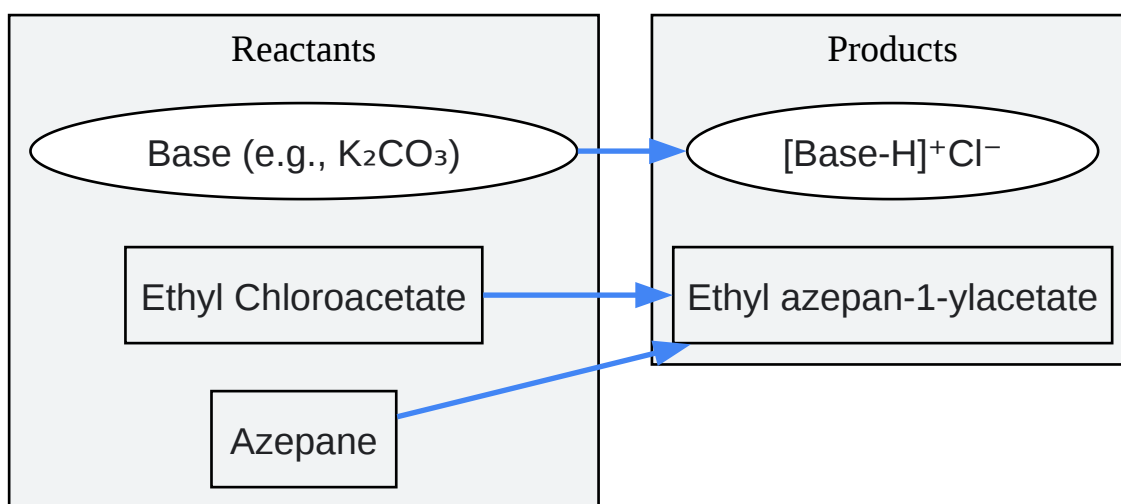 Reactants
Products
Base (e.g., K₂CO₃)
[Base-H]⁺Cl⁻
Ethyl Chloroacetate
Ethyl azepan-1-ylacetate
Azepane